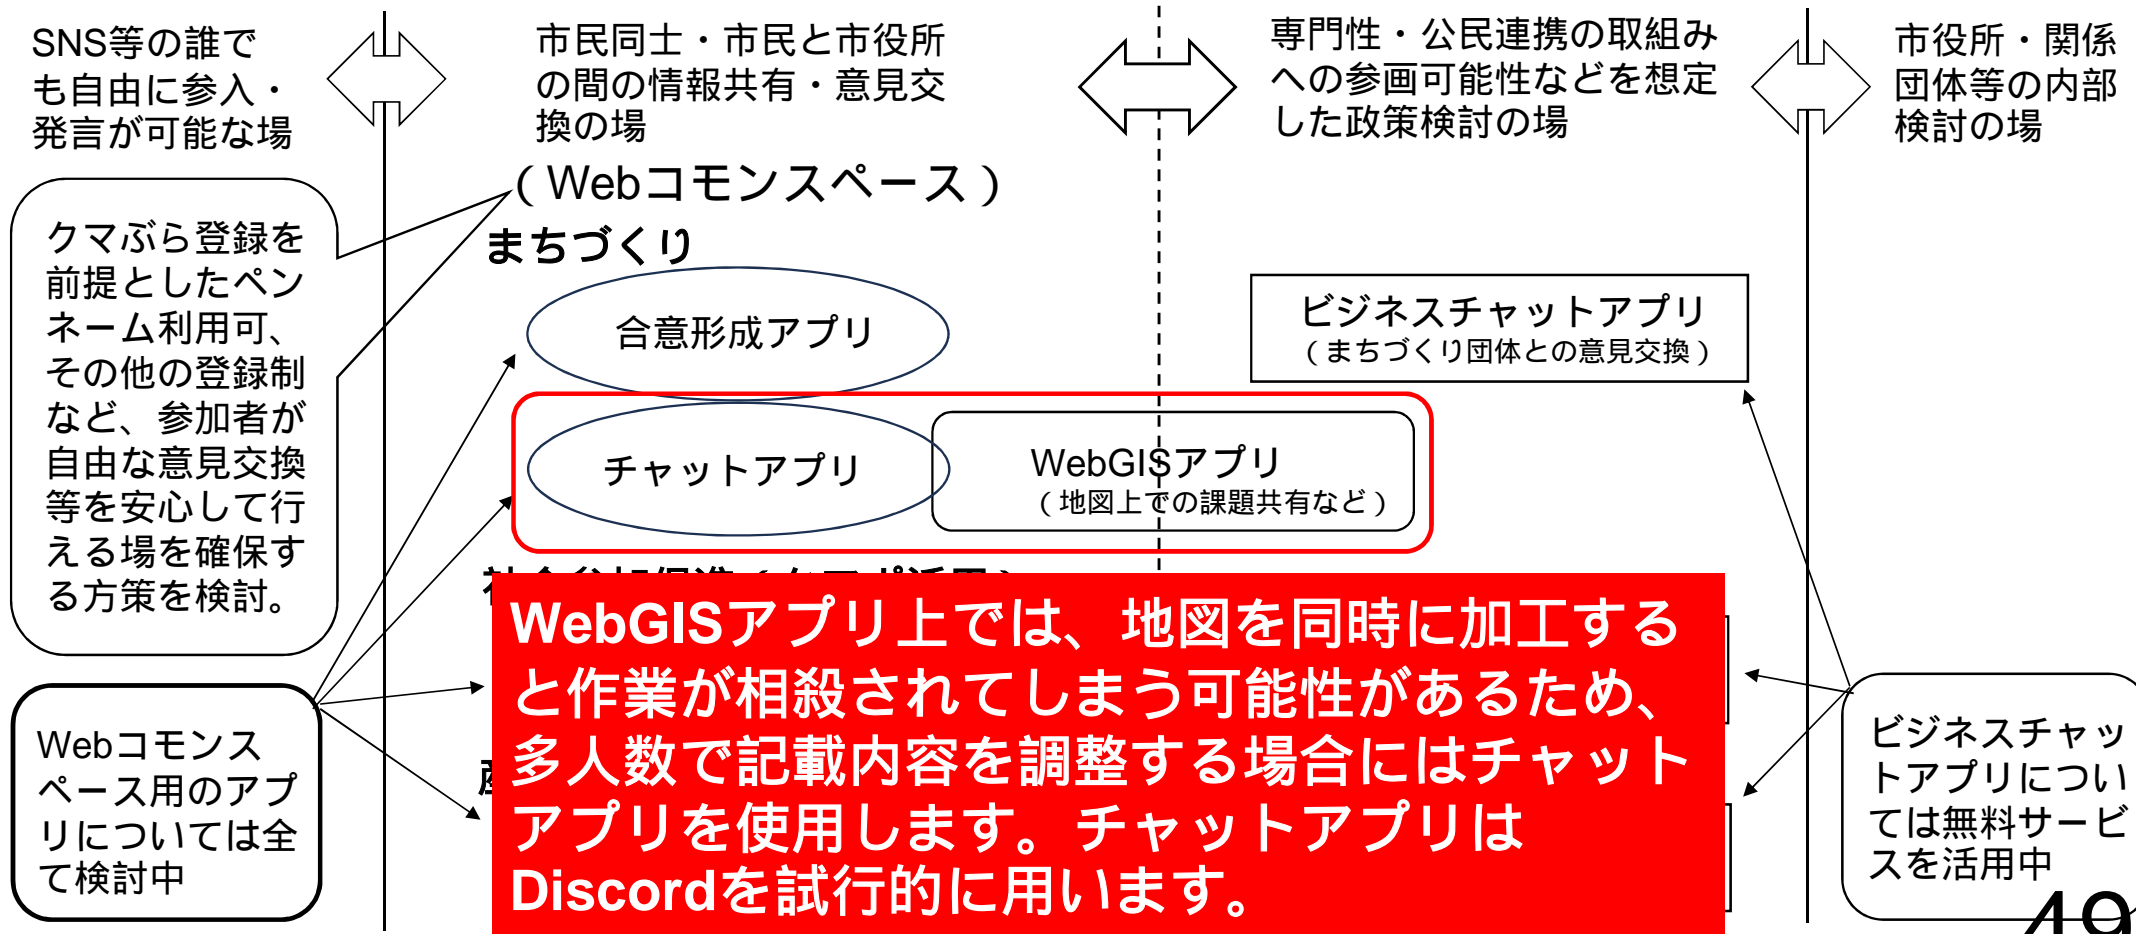 SNS等の誰で
も自由に参入・
発言が可能な場
市民同士・市民と市役所
の間の情報共有・意見交
換の場
（Webコモンスペース）
専門性・公民連携の取組み
への参画可能性などを想定
した政策検討の場
市役所・関係
団体等の内部
検討の場
クマぶら登録を
前提としたペン
ネーム利用可、
その他の登録制
など、参加者が
自由な意見交換
等を安心して行
える場を確保す
る方策を検討。
まちづくり
合意形成アプリ
ビジネスチャットアプリ
（まちづくり団体との意見交換）
チャットアプリ
WebGISアプリ
（地図上での課題共有など）
WebGISアプリ上では、地図を同時に加工する
と作業が相殺されてしまう可能性があるため、
多人数で記載内容を調整する場合にはチャット
アプリを使用します。チャットアプリは
Discordを試行的に用います。
Webコモンス
ペース用のアプ
リについては全
て検討中
ビジネスチャッ
トアプリについ
ては無料サービ
スを活用中
49